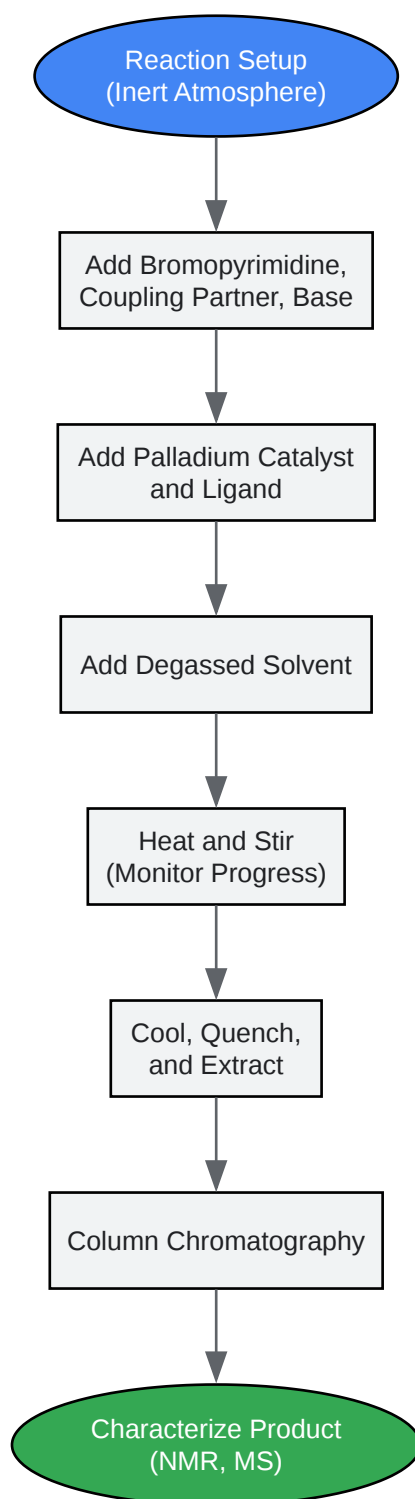 Reaction Setup
(Inert Atmosphere)
Add Bromopyrimidine,
Coupling Partner, Base
Add Palladium Catalyst
and Ligand
Add Degassed Solvent
Heat and Stir
(Monitor Progress)
Cool, Quench,
and Extract
Column Chromatography
Characterize Product
(NMR, MS)